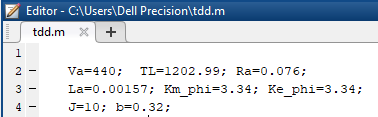 Editor - C:\Users\Dell Precision\tdd.m
tdd.m × +
1
2 - Va=440; TL=1202.99; Ra=0.076;
3 - La=0.00157; Km_phi=3.34; Ke_phi=3.34;
4 - J=10; b=0.32;